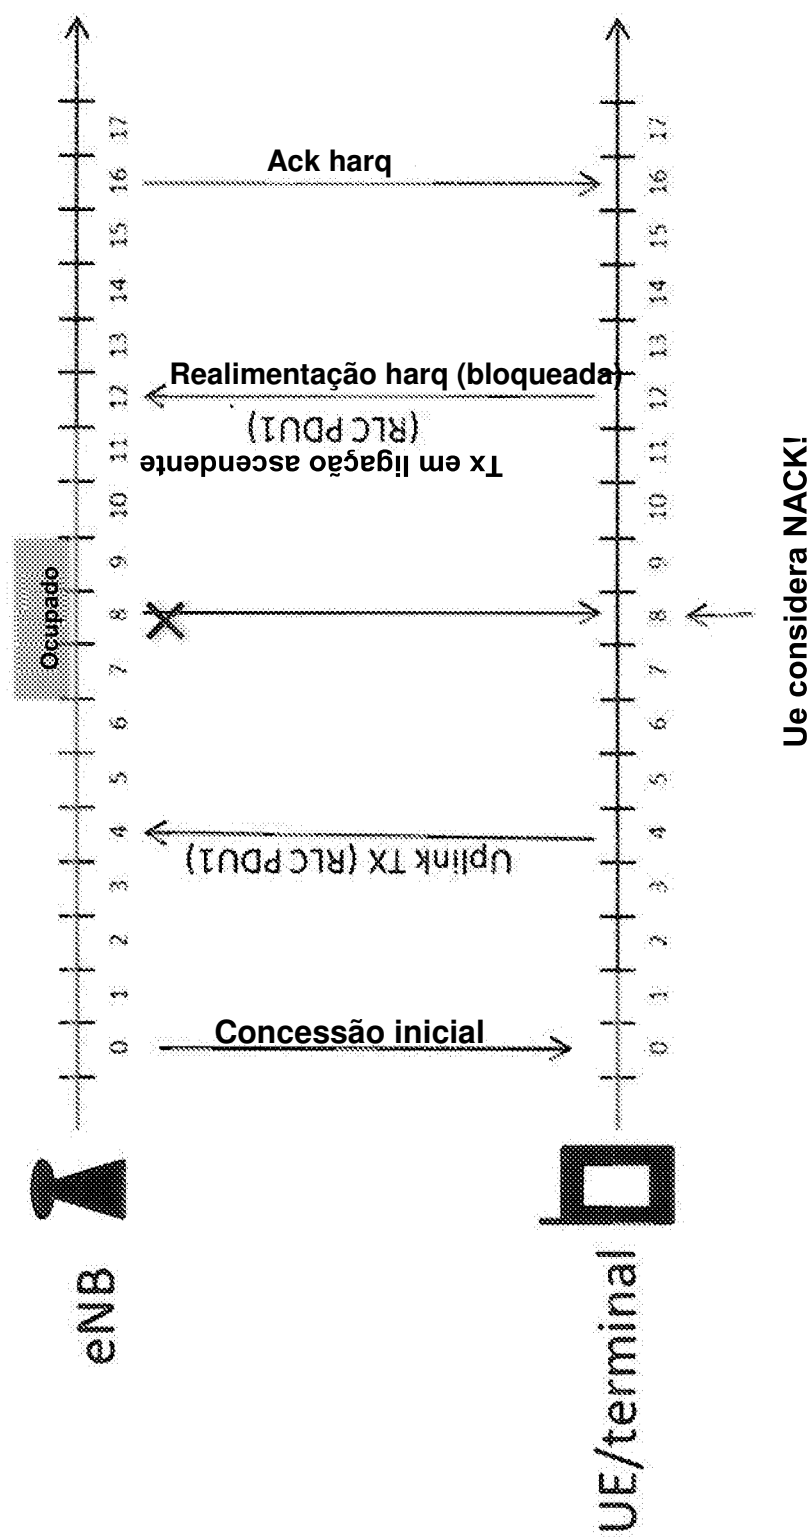 eNB
0 1 2 3 4 5 6 7 8 9 10 11 12 13 14 15 16 17
Ocupado
Concessão inicial
Uplink TX (RLC PDU1)
Tx em ligação ascendente
(RLC PDU1)
Realimentação harq (bloqueada)
Ack harq
UE/terminal
0 1 2 3 4 5 6 7 8 9 10 11 12 13 14 15 16 17
Ue considera NACK!